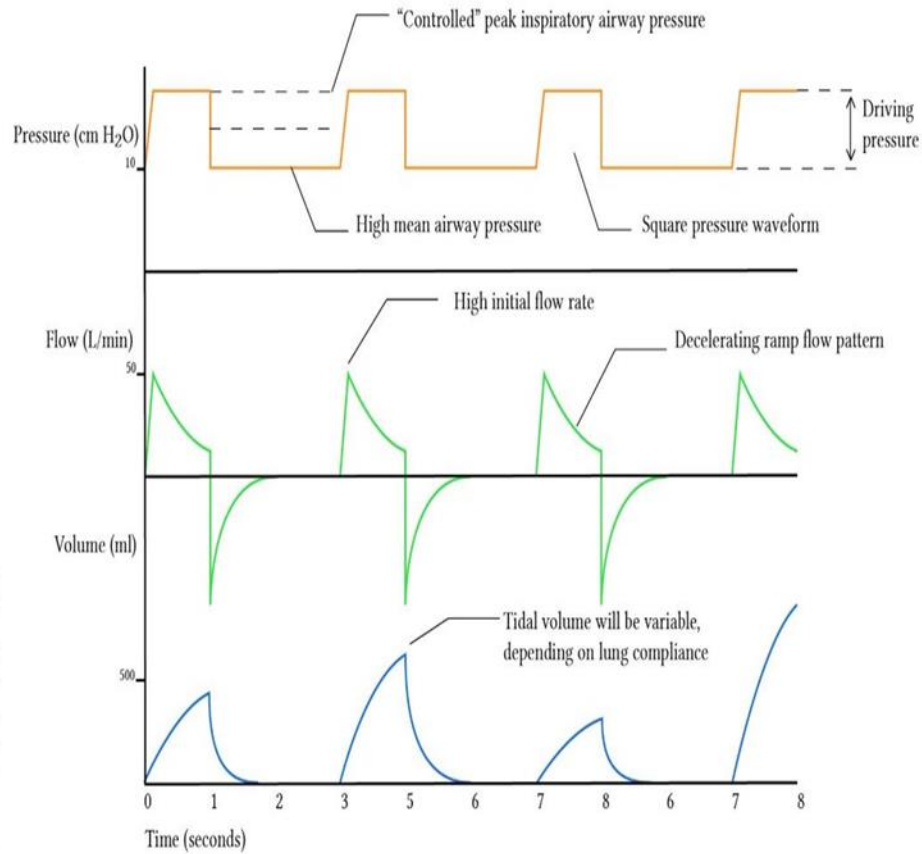 “Controlled” peak inspiratory airway pressure
Pressure (cm H₂O)
Driving
pressure
10
High mean airway pressure
Square pressure waveform
High initial flow rate
Flow (L/min)
Decelerating ramp flow pattern
50
Volume (ml)
Tidal volume will be variable,
depending on lung compliance
500
0 1 2 3 5 6 7 8 6 7 8
Time (seconds)